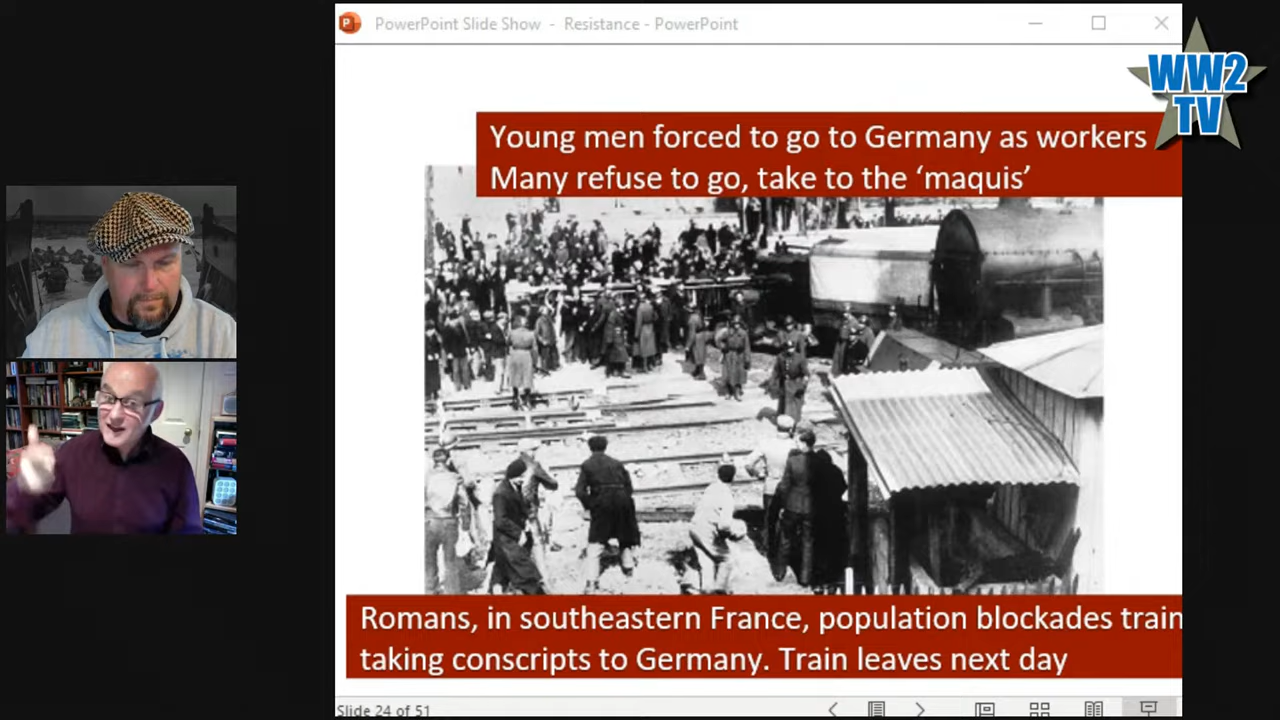 PowerPoint Slide Show - Resistance - PowerPoint
WW2
TV
Young men forced to go to Germany as workers
Many refuse to go, take to the ‘maquis’
Romans, in southeastern France, population blockades train
taking conscripts to Germany. Train leaves next day
Slide 24 of 51